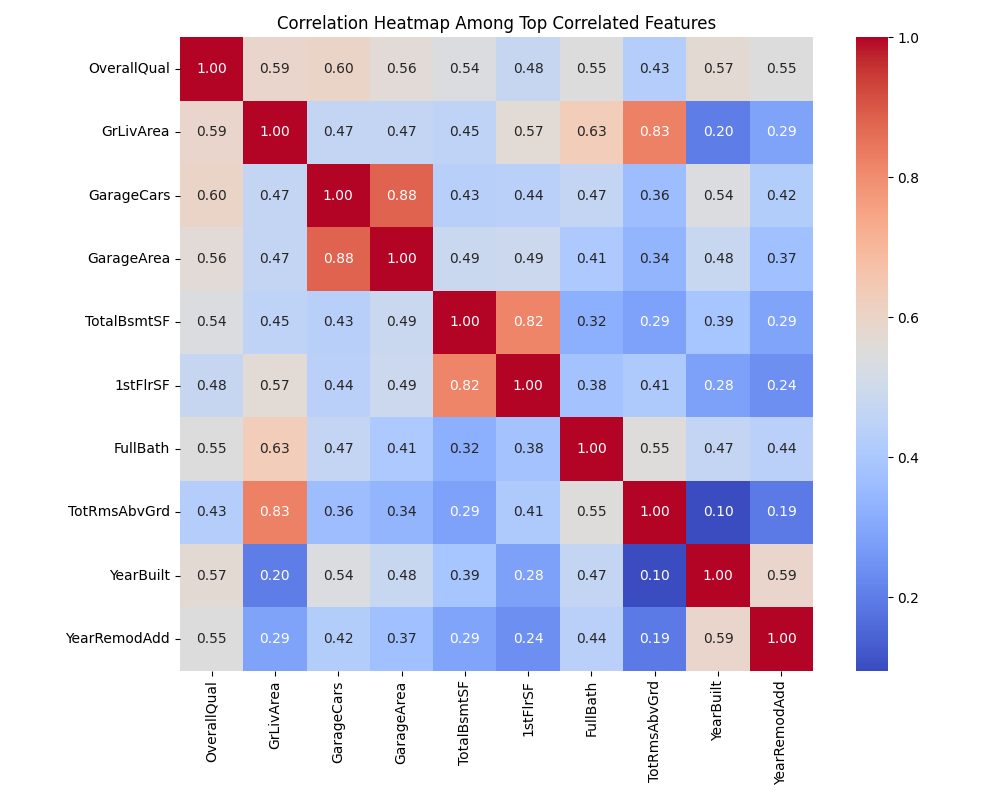 Correlation Heatmap Among Top Correlated Features
OverallQual 1.00 0.59 0.60 0.56 0.54 0.48 0.55 0.43 0.57 0.55
GrLivArea 0.59 1.00 0.47 0.47 0.45 0.57 0.63 0.83 0.20 0.29
GarageCars 0.60 0.47 1.00 0.88 0.43 0.44 0.47 0.36 0.54 0.42
GarageArea 0.56 0.47 0.88 1.00 0.49 0.49 0.41 0.34 0.48 0.37
TotalBsmtSF 0.54 0.45 0.43 0.49 1.00 0.82 0.32 0.29 0.39 0.29
1stFlrSF 0.48 0.57 0.44 0.49 0.82 1.00 0.38 0.41 0.28 0.24
FullBath 0.55 0.63 0.47 0.41 0.32 0.38 1.00 0.55 0.47 0.44
TotRmsAbvGrd 0.43 0.83 0.36 0.34 0.29 0.41 0.55 1.00 0.10 0.19
YearBuilt 0.57 0.20 0.54 0.48 0.39 0.28 0.47 0.10 1.00 0.59
YearRemodAdd 0.55 0.29 0.42 0.37 0.29 0.24 0.44 0.19 0.59 1.00
OverallQual GrLivArea GarageCars GarageArea TotalBsmtSF 1stFlrSF FullBath TotRmsAbvGrd YearBuilt YearRemodAdd
1.0
0.8
0.6
0.4
0.2